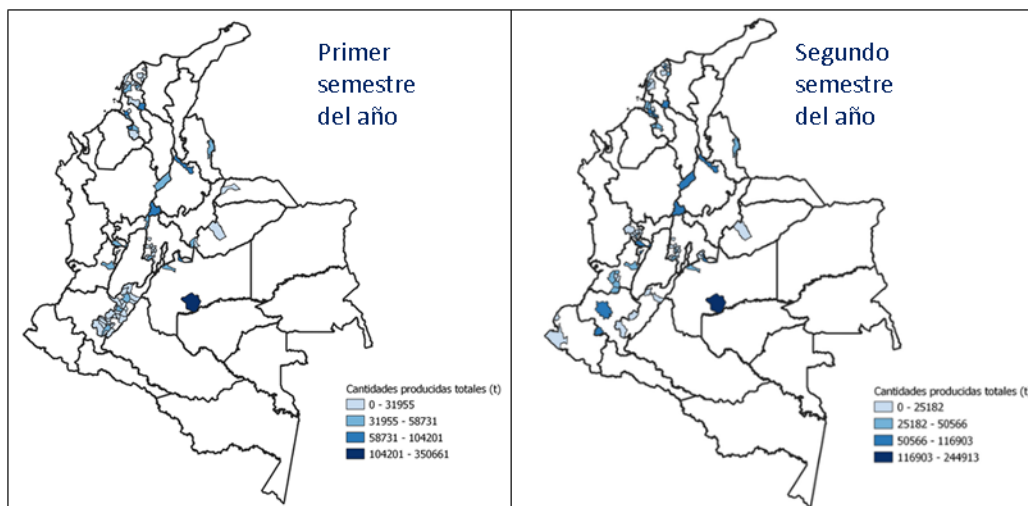 Primer
semestre
del año
Cantidades producidas totales (t)
0 - 31955
31955 - 58731
58731 - 104201
104201 - 350661
Segundo
semestre
del año
Cantidades producidas totales (t
0 - 25182
25182 - 50566
50566 - 116903
116903 - 244913